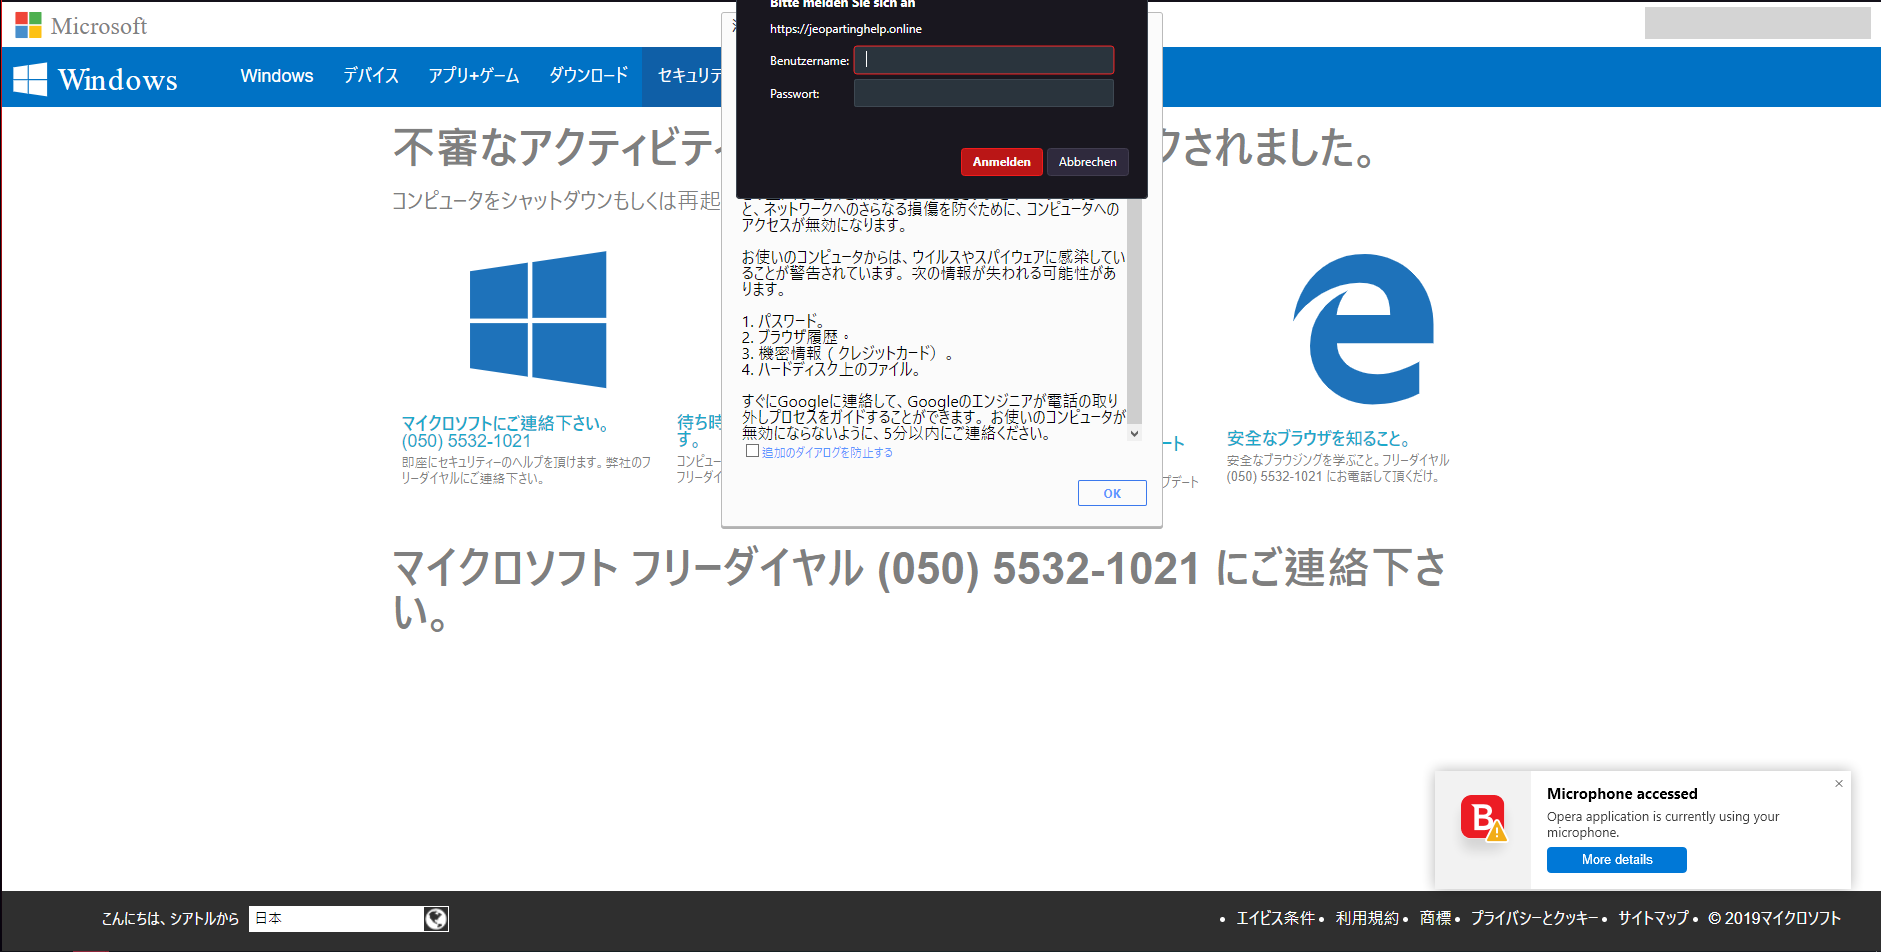 Microsoft
Windows
Windows
デバイス
アプリ+ゲーム
ダウンロード
セキュリテ
Bitte melden Sie sich an
https://jeopartinghelp.online
Benutzername:
Passwort:
Anmelden
Abbrechen
不審なアクティビティ
クされました。
コンピュータをシャットダウンもしくは再起
と、ネットワークへのさらなる損傷を防ぐために、コンピュータへの
アクセスが無効になります。
お使いのコンピュータからは、ウイルスやスパイウェアに感染してい
ることが警告されています。次の情報が失われる可能性があ
ります。
1. パスワード。
2. ブラウザ履歴。
3. 機密情報（クレジットカード）。
4. ハードディスク上のファイル。
すぐにGoogleに連絡して、Googleのエンジニアが電話の取り
外しプロセスをガイドすることができます。お使いのコンピュータが
無効にならないように、5分以内にご連絡ください。
追加のダイアログを防止する
OK
マイクロソフトにご連絡下さい。
(050) 5532-1021
即座にセキュリティーのヘルプを頂けます。弊社のフ
リーダイヤルにご連絡下さい。
待ち時
す。
コンピュー
フリーダイ
ート
プデート
安全なブラウザを知ること。
安全なブラウジングを学ぶこと。フリーダイヤル
(050) 5532-1021 にお電話して頂くだけ。
マイクロソフト フリーダイヤル (050) 5532-1021 にご連絡下さ
い。
Microphone accessed
Opera application is currently using your
microphone.
More details
こんにちは、シアトルから
日本
• エイビス条件 • 利用規約 • 商標 • プライバシーとクッキー • サイトマップ • © 2019マイクロソフト